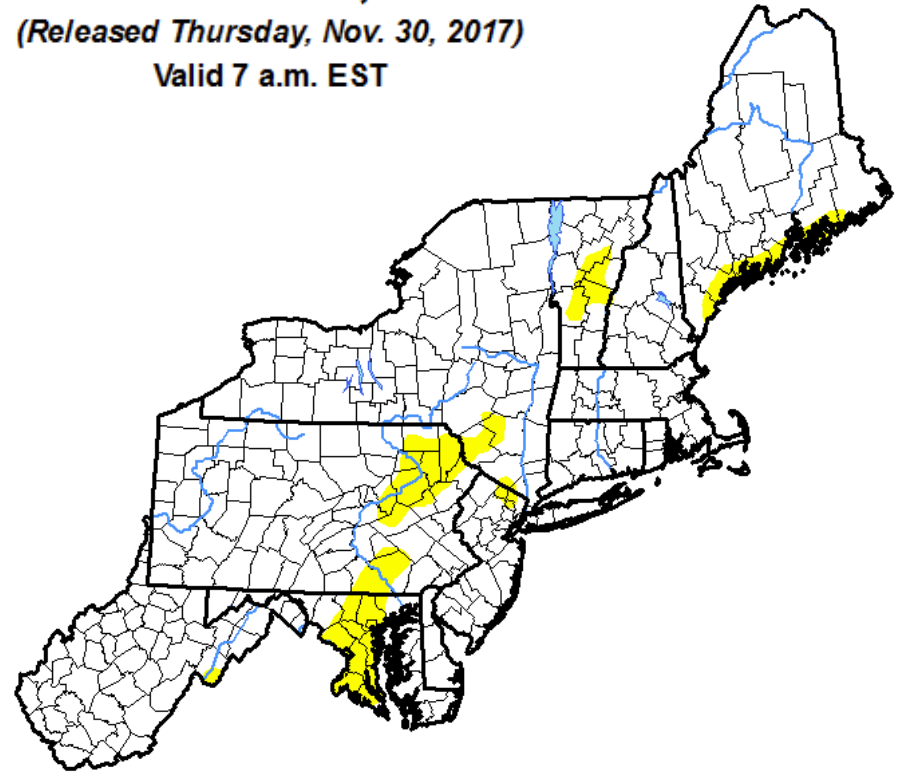 (Released Thursday, Nov. 30, 2017)
Valid 7 a.m. EST